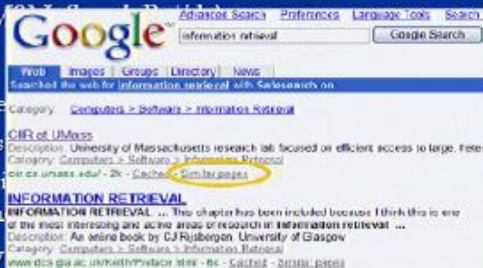 Google
Advanced Search Preferences Language Tools Search
information retrieval Google Search
Web Images Groups Directory News
Searched the web for information retrieval with Safesearch on.
Category: Computers > Software > Information Retrieval
CIIR at UMass
Description: University of Massachusetts research lab focused on efficient access to large, hete
Category: Computers > Software > Information Retrieval
ciir.cs.umass.edu/ - 2k - Cached - Similar pages
INFORMATION RETRIEVAL
INFORMATION RETRIEVAL ... This chapter has been included because I think this is one
of the most interesting and active areas of research in information retrieval ...
Description: An online book by CJ Rijsbergen, University of Glasgow
Category: Computers > Software > Information Retrieval
www.dcs.gla.ac.uk/Keith/Preface.html - 6k - Cached - Similar pages